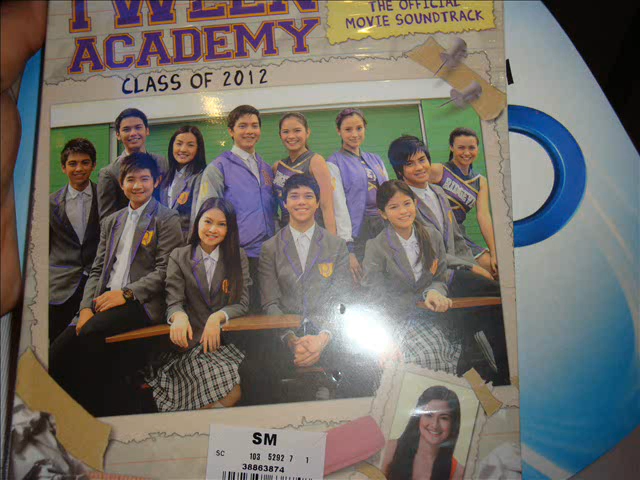 TWEEN
ACADEMY
CLASS OF 2012
THE OFFICIAL
MOVIE SOUNDTRACK
SM
SC 103 5292 7 1
38863874